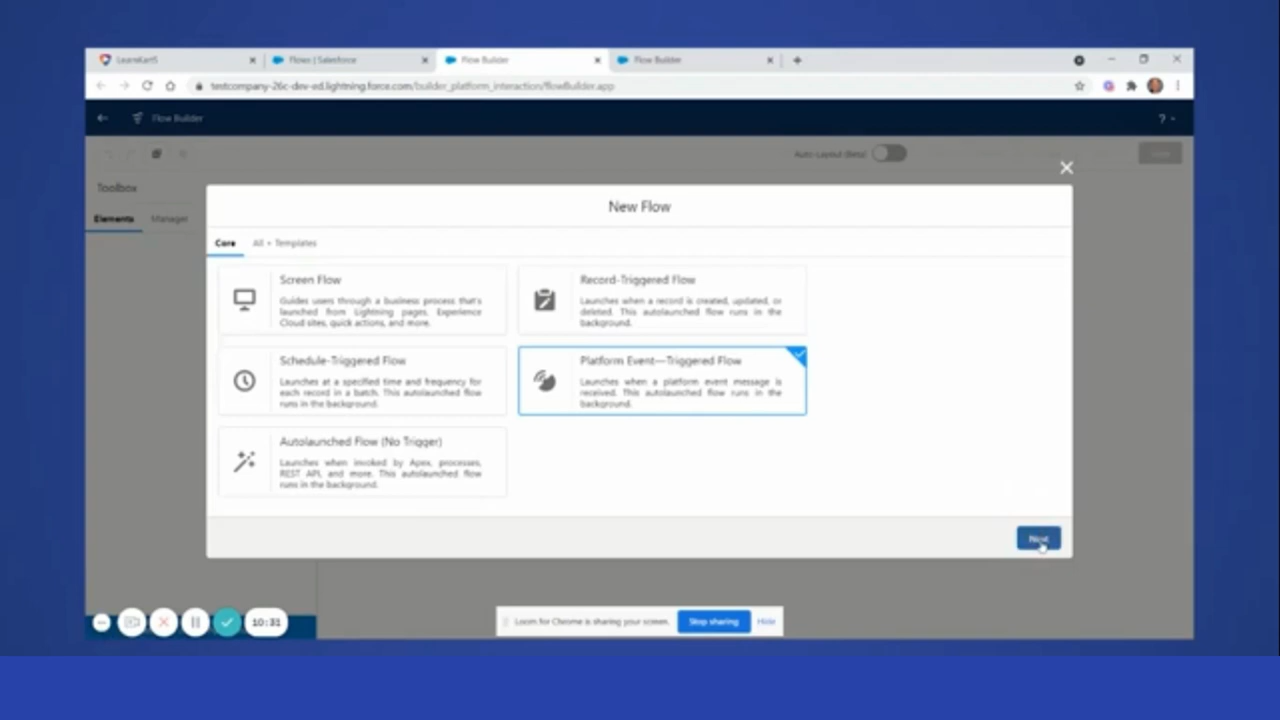 LearnKartS
Flows | Salesforce
Flow Builder
Flow Builder
testcompany-26c-dev-ed.lightning.force.com/builder_platform_interaction/flowBuilder.app
Flow Builder
?
Auto-Layout (Beta)
Toolbox
Elements
Manager
New Flow
Core
All + Templates
Screen Flow
Guides users through a business process that's
launched from Lightning pages, Experience
Cloud sites, quick actions, and more.
Record-Triggered Flow
Launches when a record is created, updated, or
deleted. This autolaunched flow runs in the
background.
Schedule-Triggered Flow
Launches at a specified time and frequency for
each record in a batch. This autolaunched flow
runs in the background.
Platform Event—Triggered Flow
Launches when a platform event message is
received. This autolaunched flow runs in the
background.
Autolaunched Flow (No Trigger)
Launches when invoked by Apex, processes,
REST API, and more. This autolaunched flow
runs in the background.
Next
10:31
Loom for Chrome is sharing your screen.
Stop sharing
Hide